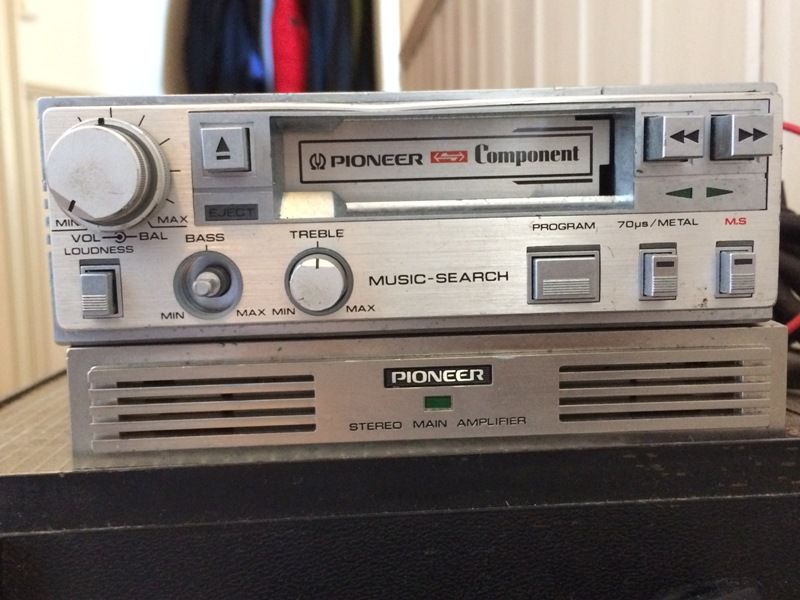 EJECT
PIONEER Component
MIN MAX
VOL BAL
LOUDNESS
BASS
MIN MAX
TREBLE
MIN MAX
MUSIC-SEARCH
PROGRAM
70µs/METAL
M.S
PIONEER
STEREO MAIN AMPLIFIER